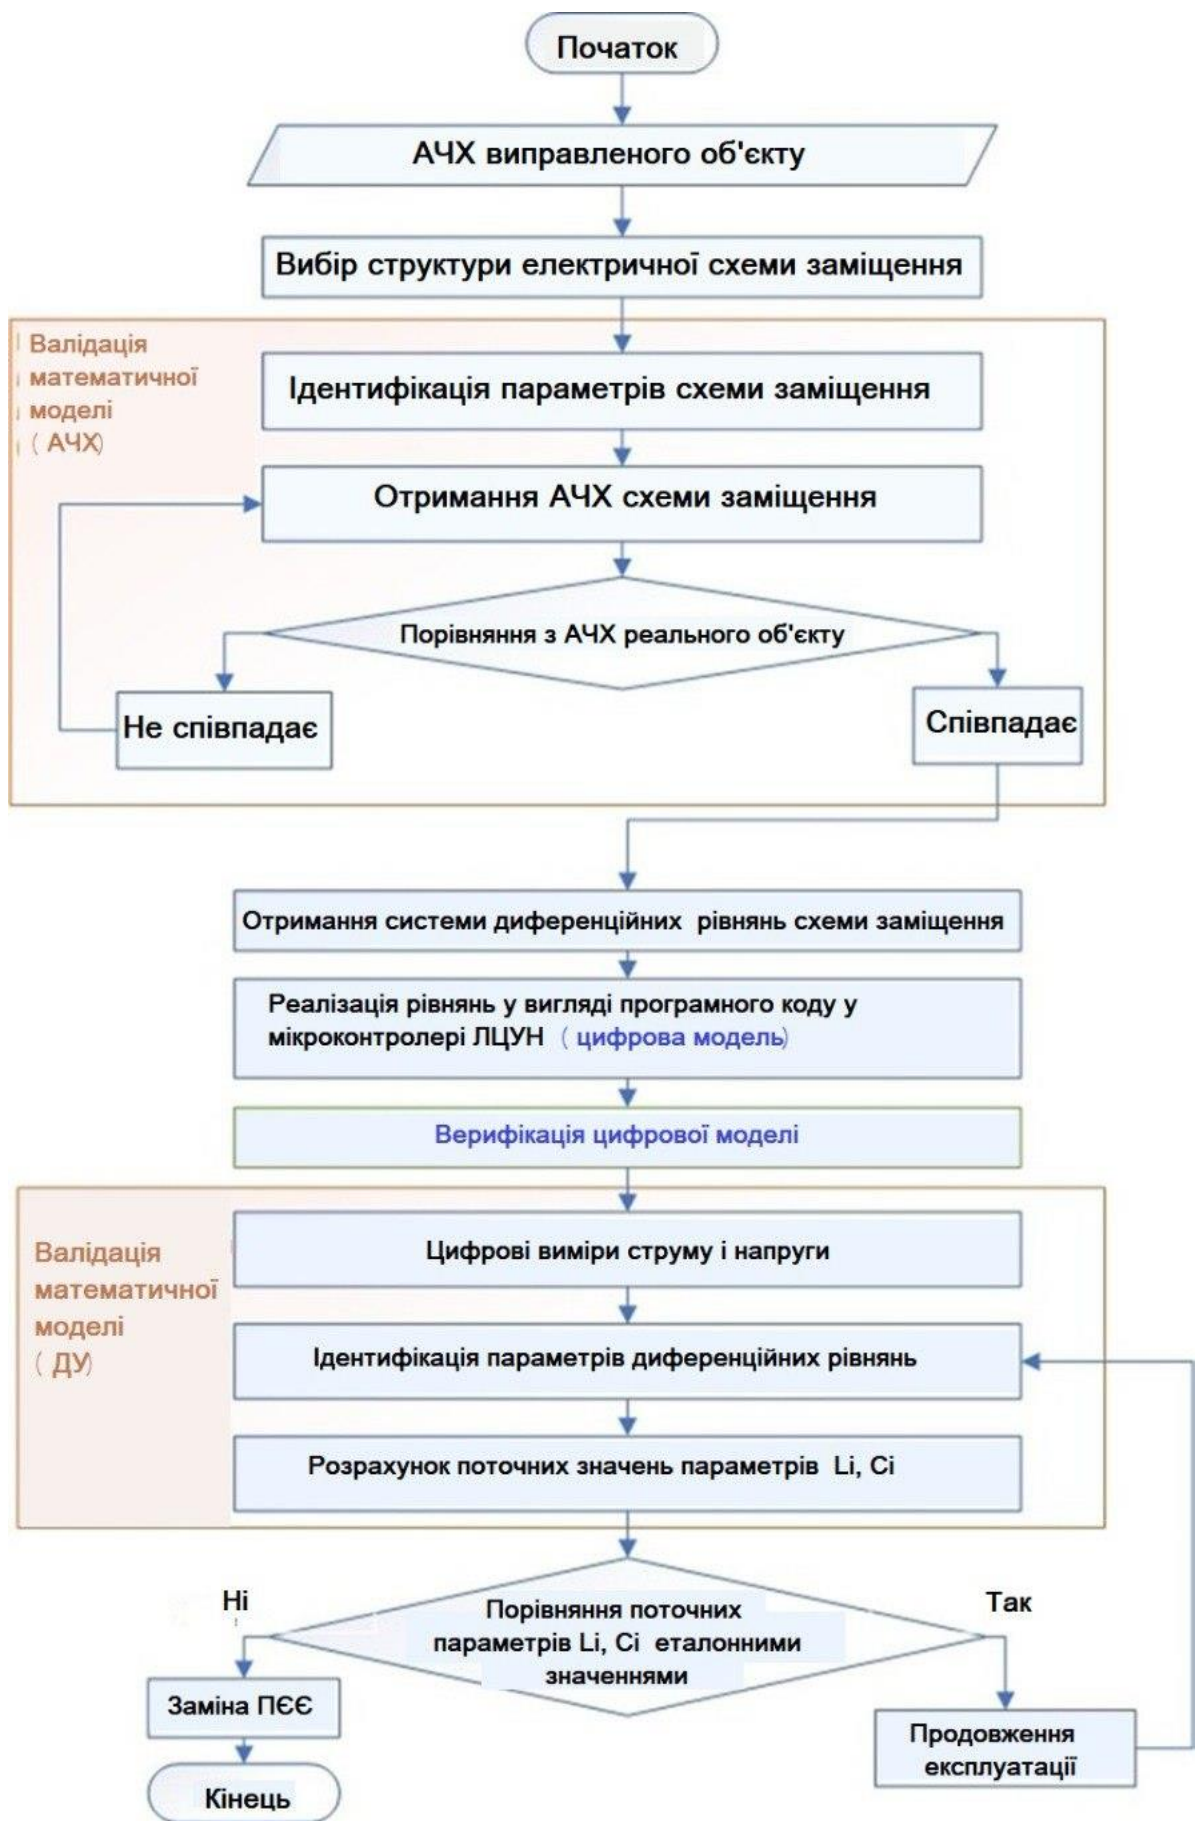 Початок
АЧХ виправленого об'єкту
Вибір структури електричної схеми заміщення
Валідація
математичної
моделі
( АЧХ)
Ідентифікація параметрів схеми заміщення
Отримання АЧХ схеми заміщення
Порівняння з АЧХ реального об'єкту
Не співпадає
Співпадає
Отримання системи диференційних рівнянь схеми заміщення
Реалізація рівнянь у вигляді програмного коду у
мікроконтролері ЛЦУН ( цифрова модель)
Верифікація цифрової моделі
Валідація
математичної
моделі
( ДУ)
Цифрові виміри струму і напруги
Ідентифікація параметрів диференційних рівнянь
Розрахунок поточних значень параметрів Li, Ci
Ні
Так
Порівняння поточних
параметрів Li, Ci еталонними
значеннями
Заміна ПЄЄ
Продовження
експлуатації
Кінець